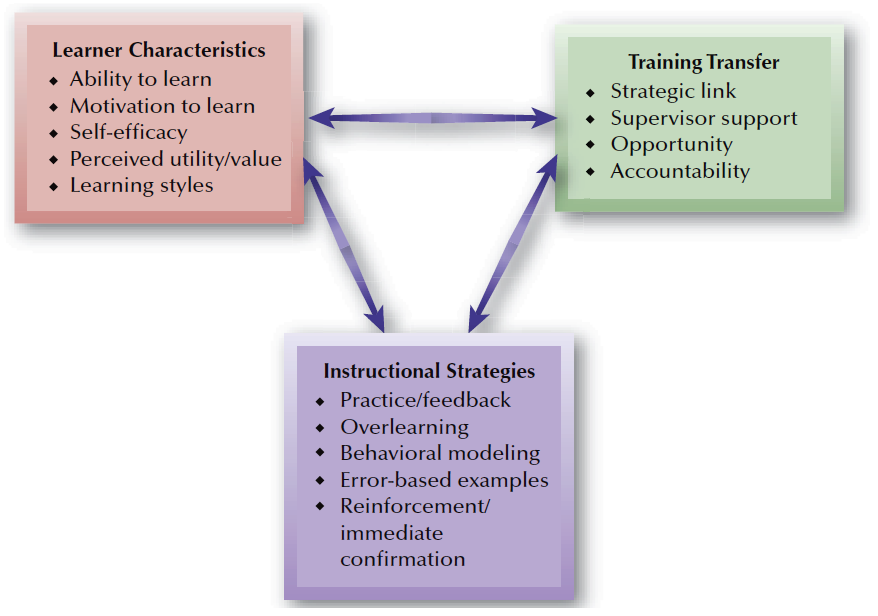 Learner Characteristics
◆ Ability to learn
◆ Motivation to learn
◆ Self-efficacy
◆ Perceived utility/value
◆ Learning styles
Training Transfer
◆ Strategic link
◆ Supervisor support
◆ Opportunity
◆ Accountability
Instructional Strategies
◆ Practice/feedback
◆ Overlearning
◆ Behavioral modeling
◆ Error-based examples
◆ Reinforcement/
immediate
confirmation